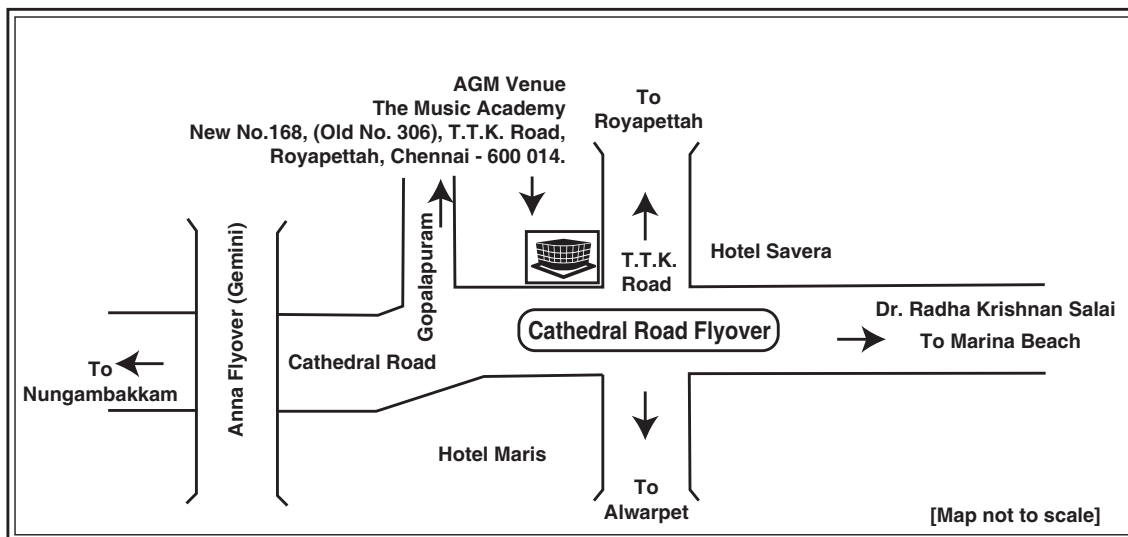 AGM Venue
The Music Academy
New No.168, (Old No. 306), T.T.K. Road,
Royapettah, Chennai - 600 014.
To
Royapettah
Anna Flyover (Gemini)
Gopalapuram
T.T.K.
Road
Hotel Savera
Cathedral Road Flyover
Dr. Radha Krishnan Salai
To Marina Beach
Cathedral Road
To
Nungambakkam
Hotel Maris
To
Alwarpet
[Map not to scale]